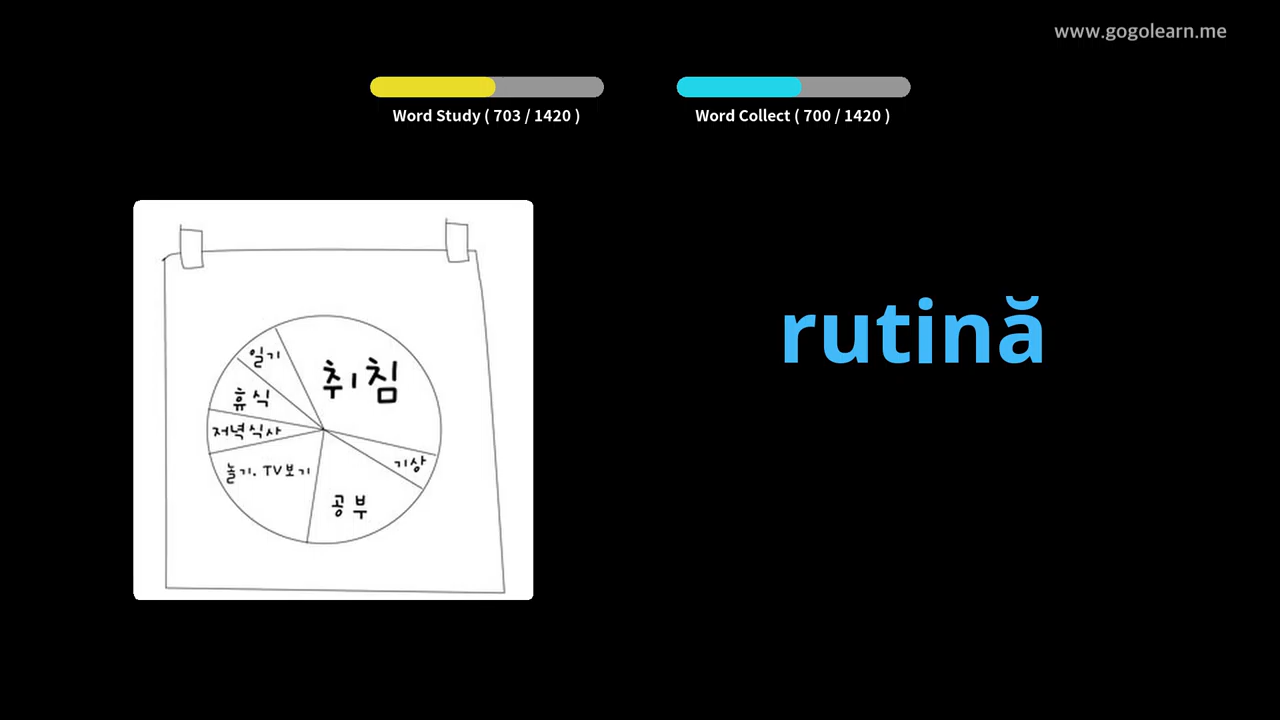 www.gogolearn.me
Word Study ( 703 / 1420 )
Word Collect ( 700 / 1420 )
일기
취침
휴식
저녁식사
놀기. TV보기
기상
공부
rutină